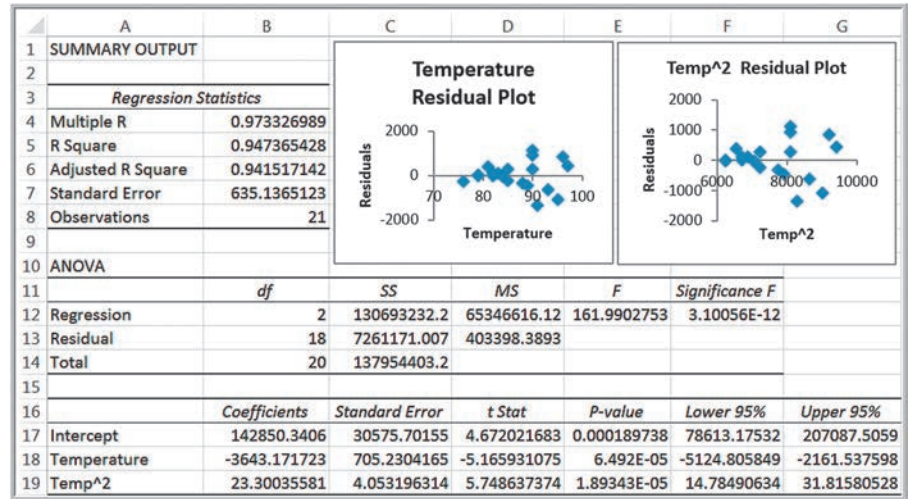 A B C D E F G
1 SUMMARY OUTPUT
2
3 Regression Statistics
4 Multiple R 0.973326989
5 R Square 0.947365428
6 Adjusted R Square 0.941517142
7 Standard Error 635.1365123
8 Observations 21
9
Temperature
Residual Plot
Residuals
2000
0
-2000
70 80 90 100
Temperature
Temp^2 Residual Plot
Residuals
2000
1000
0
-1000
-2000
6000 8000 10000
Temp^2
10 ANOVA
11 df SS MS F Significance F
12 Regression 2 130693232.2 65346616.12 161.9902753 3.10056E-12
13 Residual 18 7261171.007 403398.3893
14 Total 20 137954403.2
15
16 Coefficients Standard Error t Stat P-value Lower 95% Upper 95%
17 Intercept 142850.3406 30575.70155 4.672021683 0.000189738 78613.17532 207087.5059
18 Temperature -3643.171723 705.2304165 -5.165931075 6.492E-05 -5124.805849 -2161.537598
19 Temp^2 23.30035581 4.053196314 5.748637374 1.89343E-05 14.78490634 31.81580528